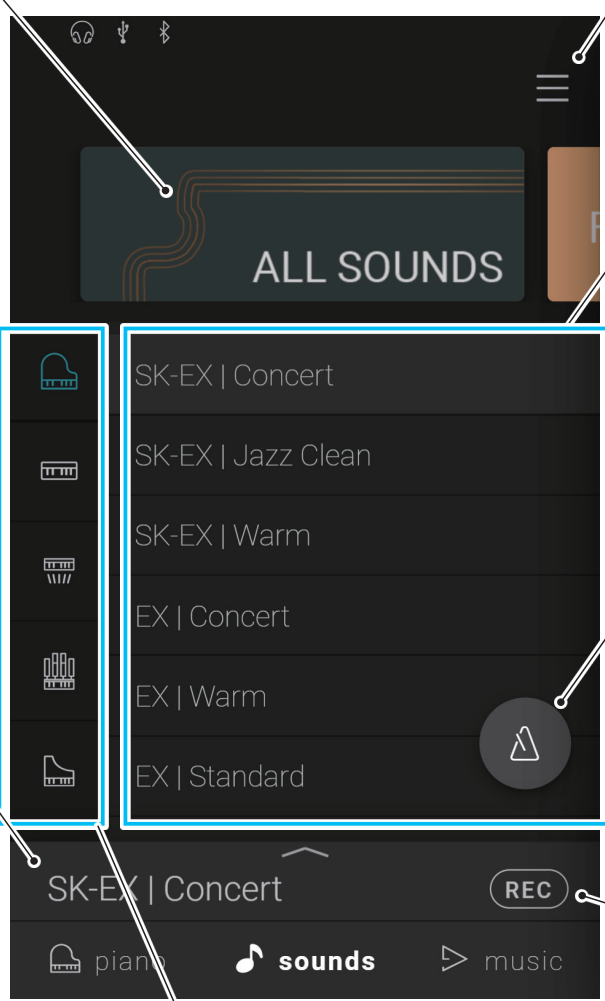 ALL SOUNDS
F
SK-EX | Concert
SK-EX | Jazz Clean
SK-EX | Warm
EX | Concert
EX | Warm
EX | Standard
SK-EX | Concert
REC
piano
sounds
music